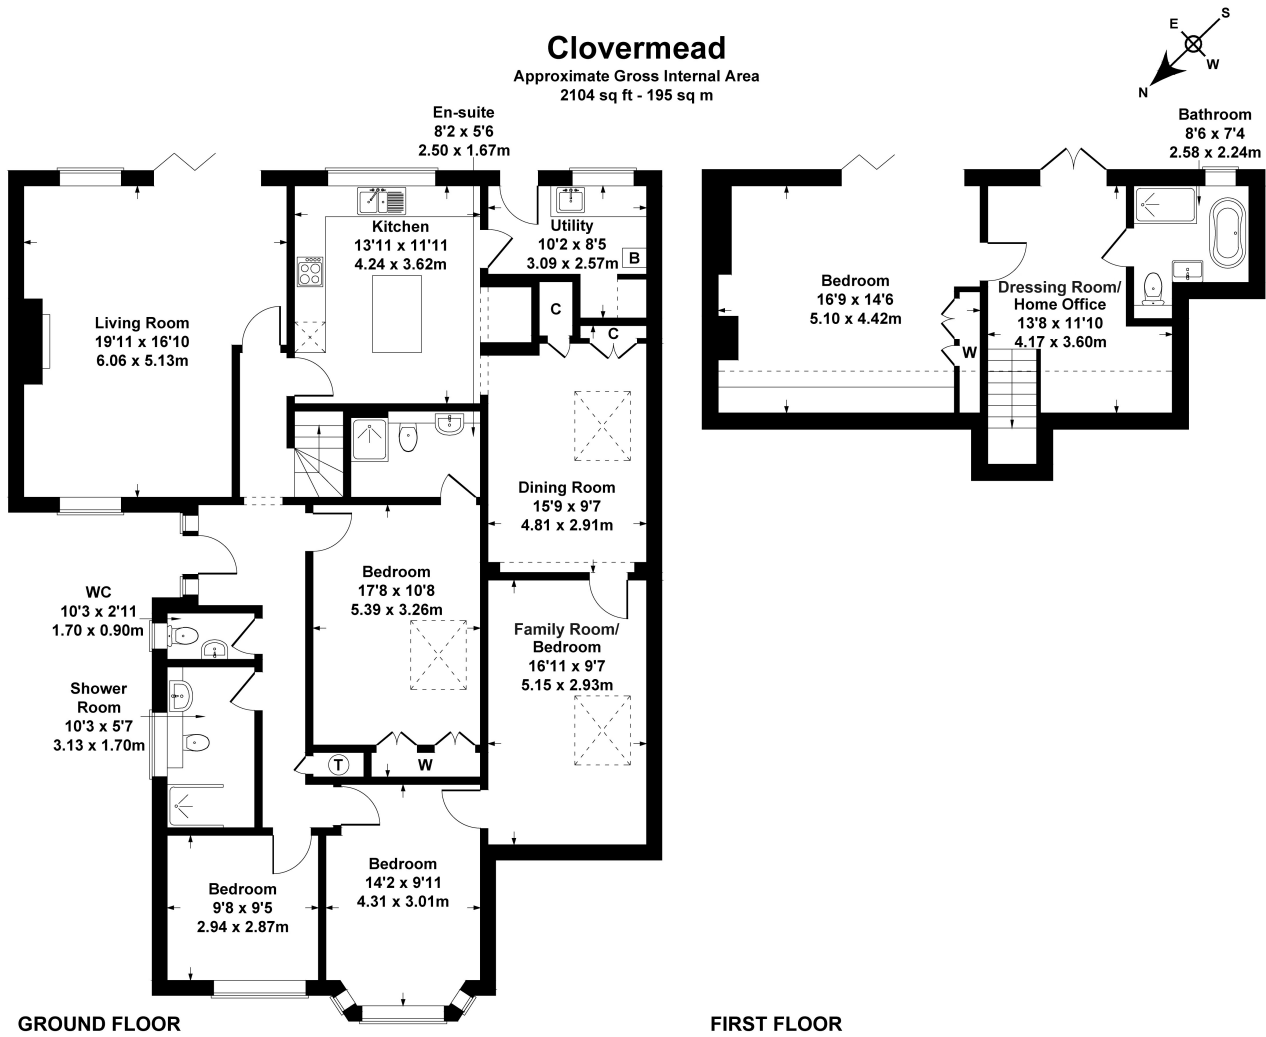 Clovermead
Approximate Gross Internal Area
2104 sq ft - 195 sq m
S
E
W
N
En-suite
8'2 x 5'6
2.50 x 1.67m
Kitchen
13'11 x 11'11
4.24 x 3.62m
Utility
10'2 x 8'5
3.09 x 2.57m
B
C
C
Living Room
19'11 x 16'10
6.06 x 5.13m
Dining Room
15'9 x 9'7
4.81 x 2.91m
Bedroom
17'8 x 10'8
5.39 x 3.26m
WC
10'3 x 2'11
1.70 x 0.90m
Family Room/
Bedroom
16'11 x 9'7
5.15 x 2.93m
Shower
Room
10'3 x 5'7
3.13 x 1.70m
T
W
Bedroom
14'2 x 9'11
4.31 x 3.01m
Bedroom
9'8 x 9'5
2.94 x 2.87m
GROUND FLOOR
Bathroom
8'6 x 7'4
2.58 x 2.24m
Bedroom
16'9 x 14'6
5.10 x 4.42m
Dressing Room/
Home Office
13'8 x 11'10
4.17 x 3.60m
W
FIRST FLOOR